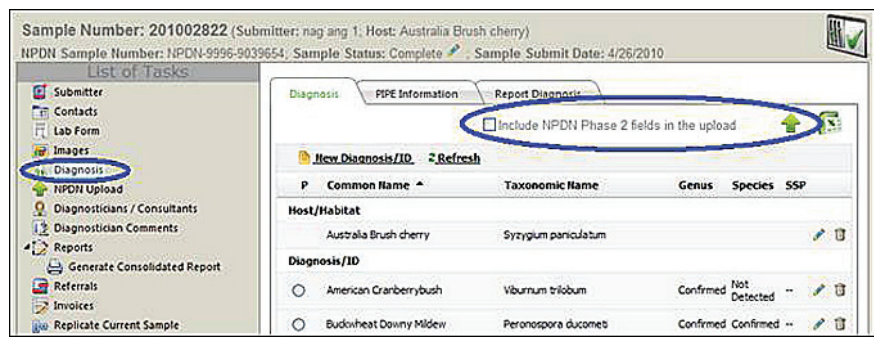 Sample Number: 201002822 (Submitter: nag ang 1; Host: Australia Brush cherry)
NPDN Sample Number: NPDN-9996-9039654; Sample Status: Complete , Sample Submit Date: 4/26/2010
List of Tasks
Submitter
Contacts
Lab Form
Images
Diagnosis
NPDN Upload
Diagnosticians / Consultants
Diagnostician Comments
Reports
Generate Consolidated Report
Referrals
Invoices
Replicate Current Sample
Diagnosis PIPE Information Report Diagnosis
Include NPDN Phase 2 fields in the upload
New Diagnosis/ID Refresh
P Common Name Taxonomic Name Genus Species SSP
Host/Habitat
Australia Brush cherry Syzygium paniculatum
Diagnosis/ID
American Cranberrybush Viburnum trilobum Confirmed Not Detected --
Buckwheat Downy Mildew Peronospora ducometi Confirmed Confirmed --